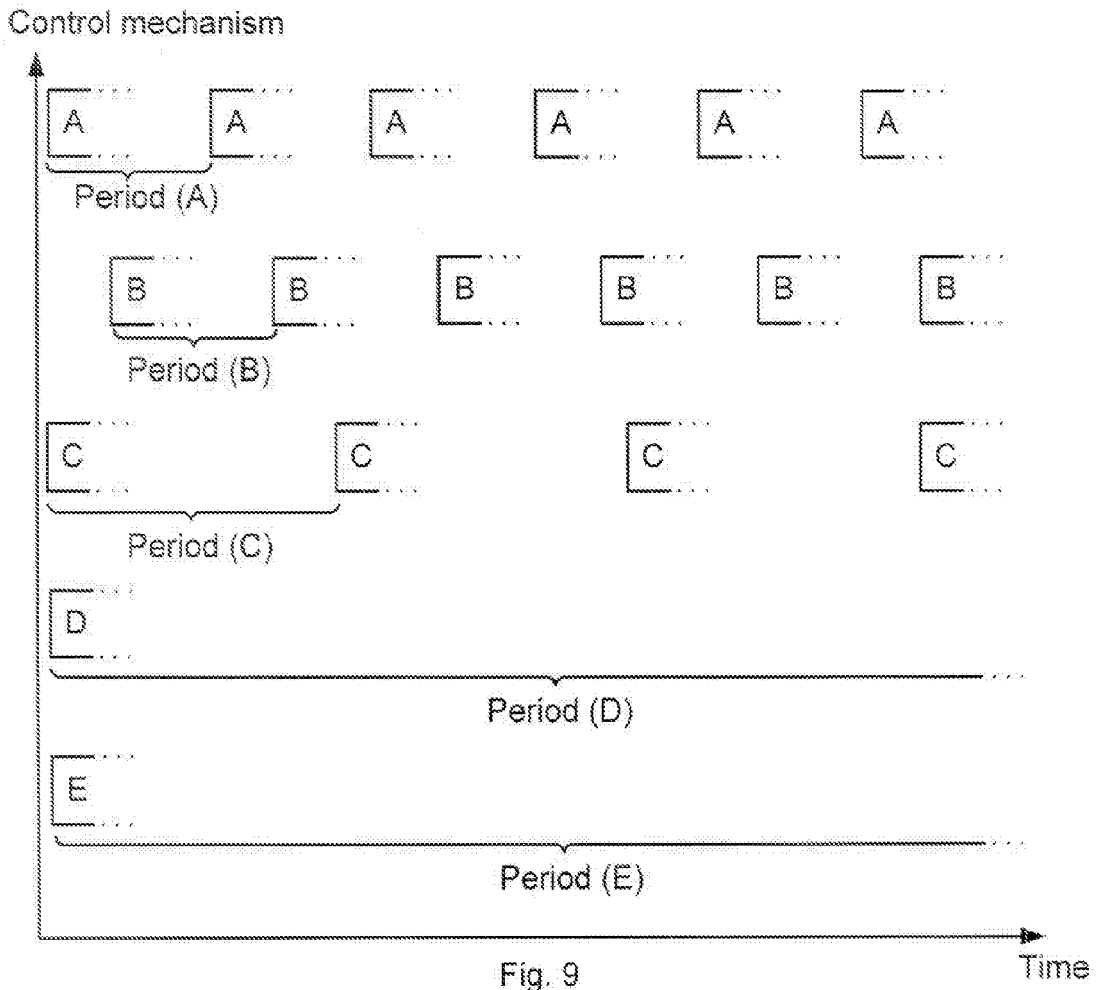 Control mechanism
A A A A A A
Period (A)
B B B B B B
Period (B)
C C C C
Period (C)
D
Period (D)
E
Period (E)
Time
Fig. 9